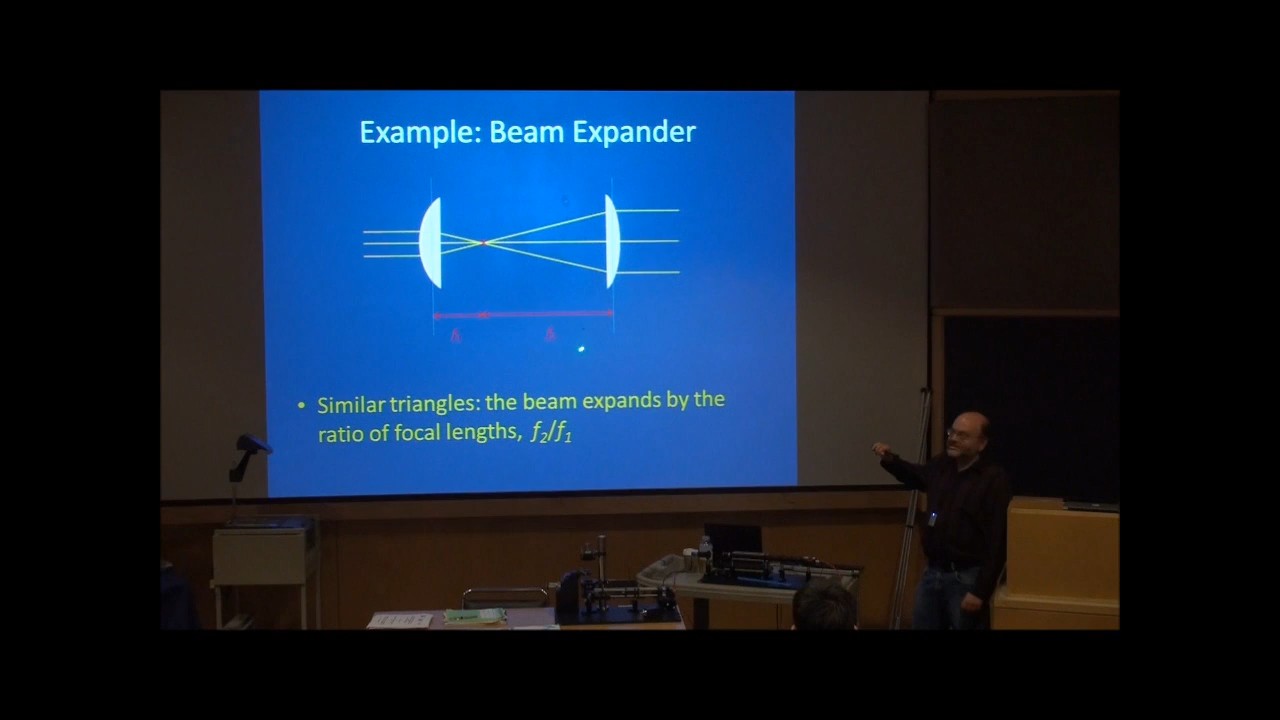 Example: Beam Expander
• Similar triangles: the beam expands by the
ratio of focal lengths, f₂/f₁